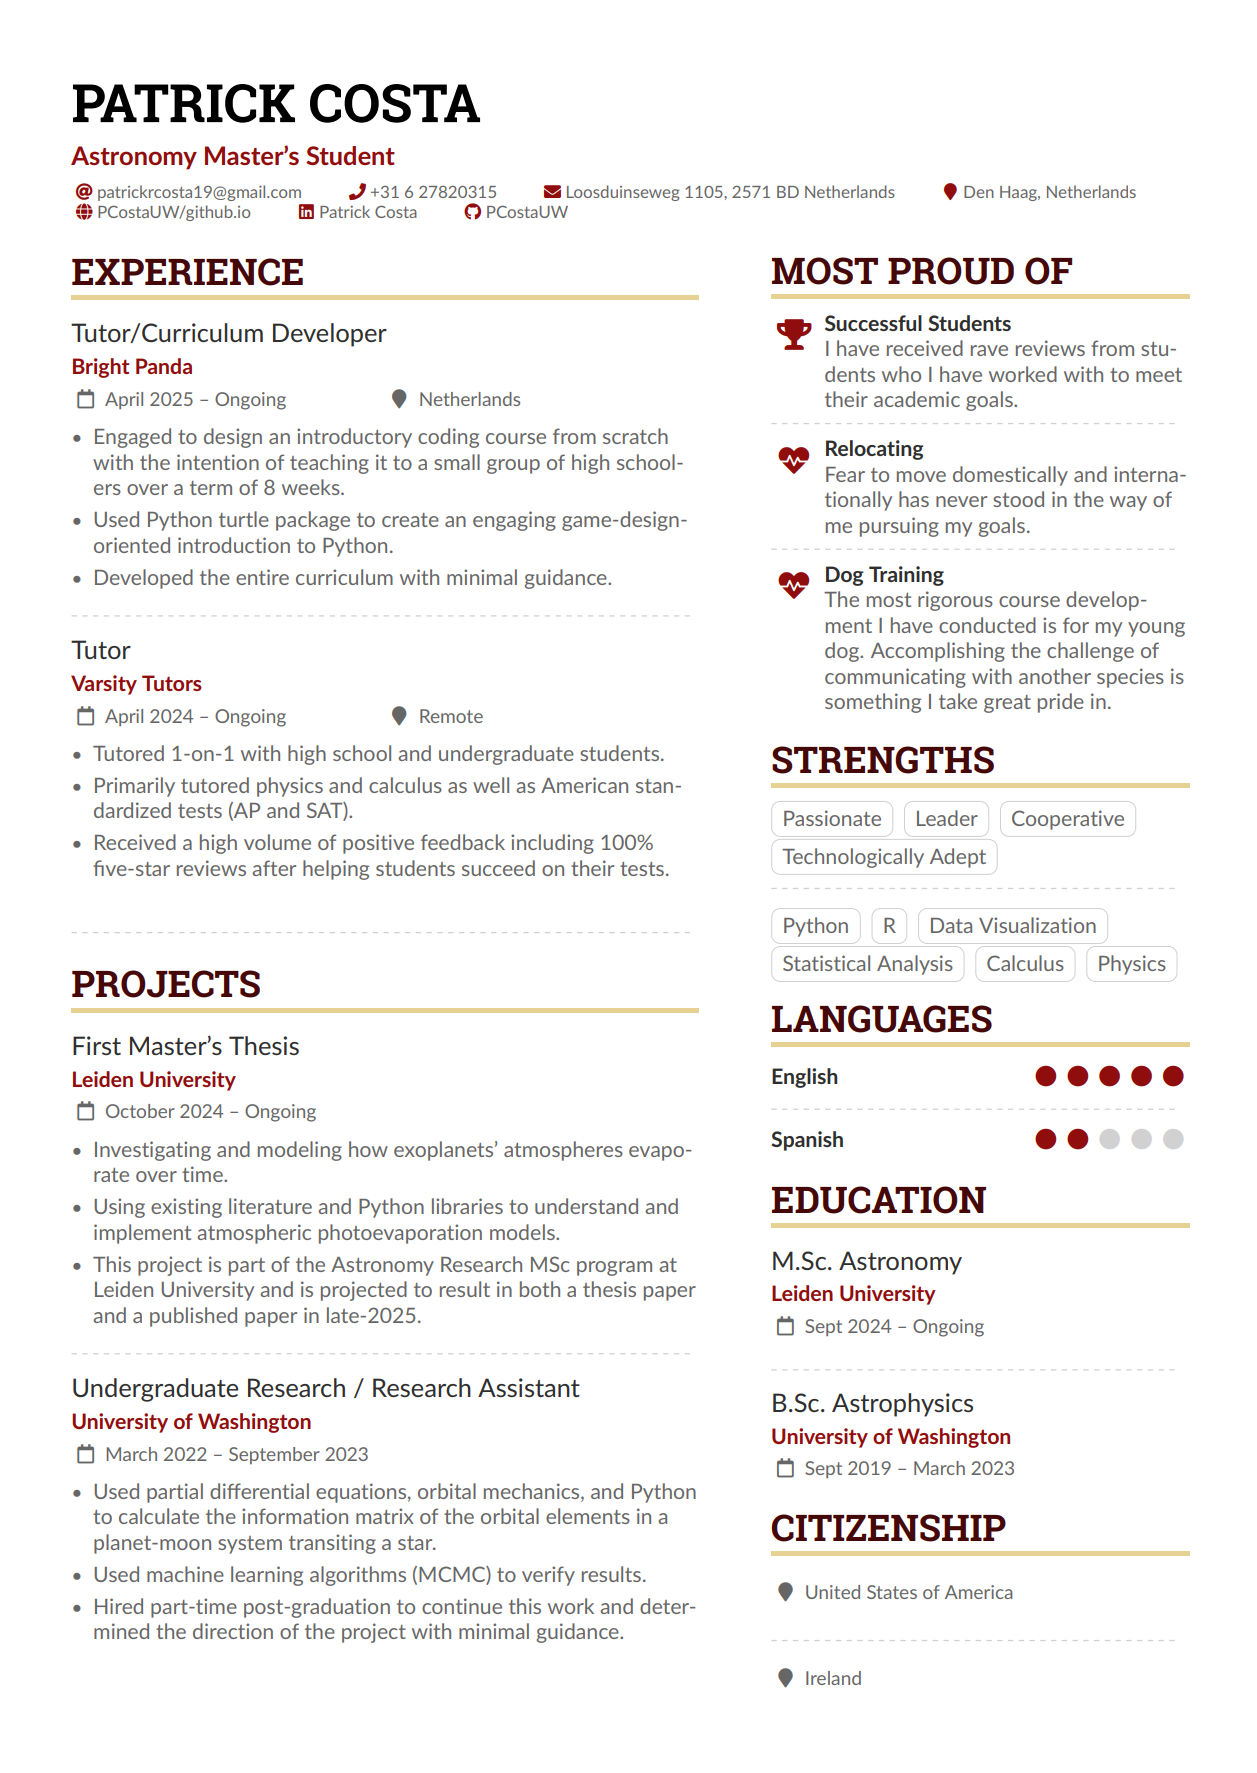 PATRICK COSTA
Astronomy Master's Student
patrickrcosta19@gmail.com +31 6 27820315 Loosduinseweg 1105, 2571 BD Netherlands Den Haag, Netherlands
PCostaUW/github.io Patrick Costa PCostaUW
EXPERIENCE
Tutor/Curriculum Developer
Bright Panda
April 2025 – Ongoing Netherlands
• Engaged to design an introductory coding course from scratch
with the intention of teaching it to a small group of high school-
ers over a term of 8 weeks.
• Used Python turtle package to create an engaging game-design-
oriented introduction to Python.
• Developed the entire curriculum with minimal guidance.
Tutor
Varsity Tutors
April 2024 – Ongoing Remote
• Tutored 1-on-1 with high school and undergraduate students.
• Primarily tutored physics and calculus as well as American stan-
dardized tests (AP and SAT).
• Received a high volume of positive feedback including 100%
five-star reviews after helping students succeed on their tests.
PROJECTS
First Master's Thesis
Leiden University
October 2024 – Ongoing
• Investigating and modeling how exoplanets' atmospheres evapo-
rate over time.
• Using existing literature and Python libraries to understand and
implement atmospheric photoevaporation models.
• This project is part of the Astronomy Research MSc program at
Leiden University and is projected to result in both a thesis paper
and a published paper in late-2025.
Undergraduate Research / Research Assistant
University of Washington
March 2022 – September 2023
• Used partial differential equations, orbital mechanics, and Python
to calculate the information matrix of the orbital elements in a
planet-moon system transiting a star.
• Used machine learning algorithms (MCMC) to verify results.
• Hired part-time post-graduation to continue this work and deter-
mined the direction of the project with minimal guidance.
MOST PROUD OF
Successful Students
I have received rave reviews from stu-
dents who I have worked with to meet
their academic goals.
Relocating
Fear to move domestically and interna-
tionally has never stood in the way of
me pursuing my goals.
Dog Training
The most rigorous course develop-
ment I have conducted is for my young
dog. Accomplishing the challenge of
communicating with another species is
something I take great pride in.
STRENGTHS
Passionate Leader Cooperative
Technologically Adept
Python R Data Visualization
Statistical Analysis Calculus Physics
LANGUAGES
English
Spanish
EDUCATION
M.Sc. Astronomy
Leiden University
Sept 2024 – Ongoing
B.Sc. Astrophysics
University of Washington
Sept 2019 – March 2023
CITIZENSHIP
United States of America
Ireland